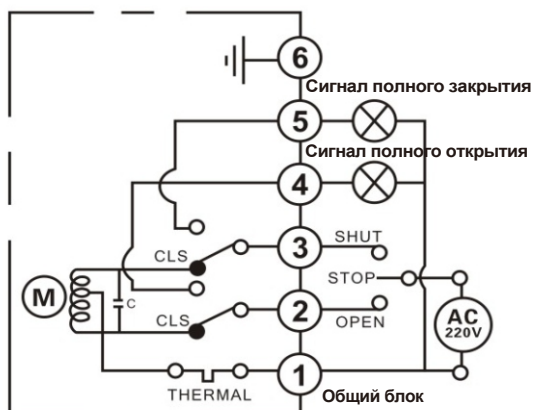 6
Сигнал полного закрытия
5
Сигнал полного открытия
4
CLS
3
SHUT
STOP
M
C
CLS
2
OPEN
AC
220V
THERMAL
1
Общий блок